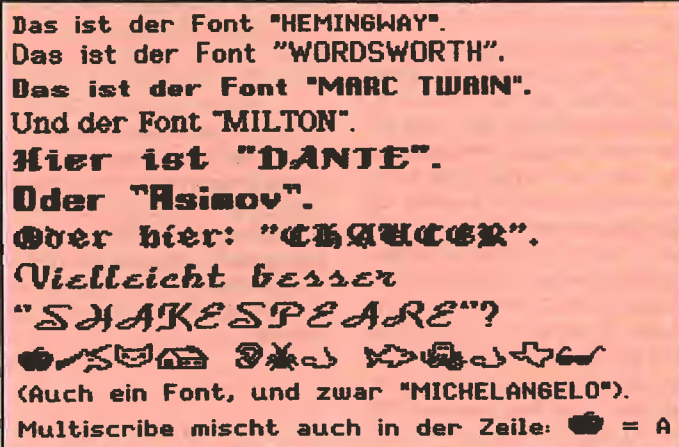 Das ist der Font "HEMINGWAY".
Das ist der Font "WORDSWORTH".
Das ist der Font "MARC TWAIN".
Und der Font "MILTON".
Hier ist "DANTE".
Oder "Asimov".
Oder hier: "CHAUCER".
Vielleicht besser
"SHAKESPEARE"?
(Auch ein Font, und zwar "MICHELANGELO").
Multiscribe mischt auch in der Zeile: = A